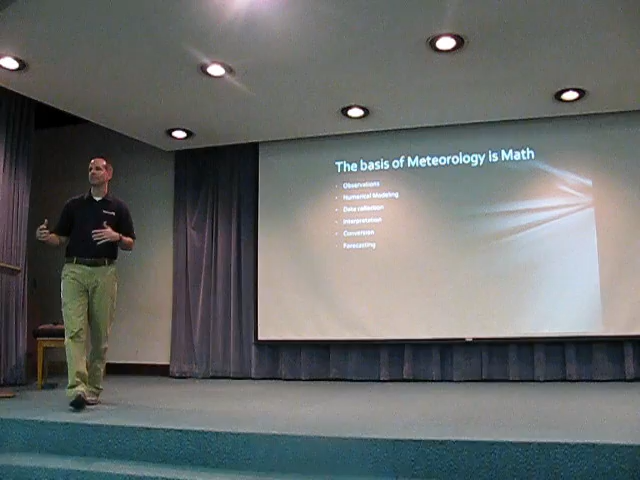 The basis of Meteorology is Math
Observations
Numerical Modeling
Data collection
Interpretation
Conversion
Forecasting